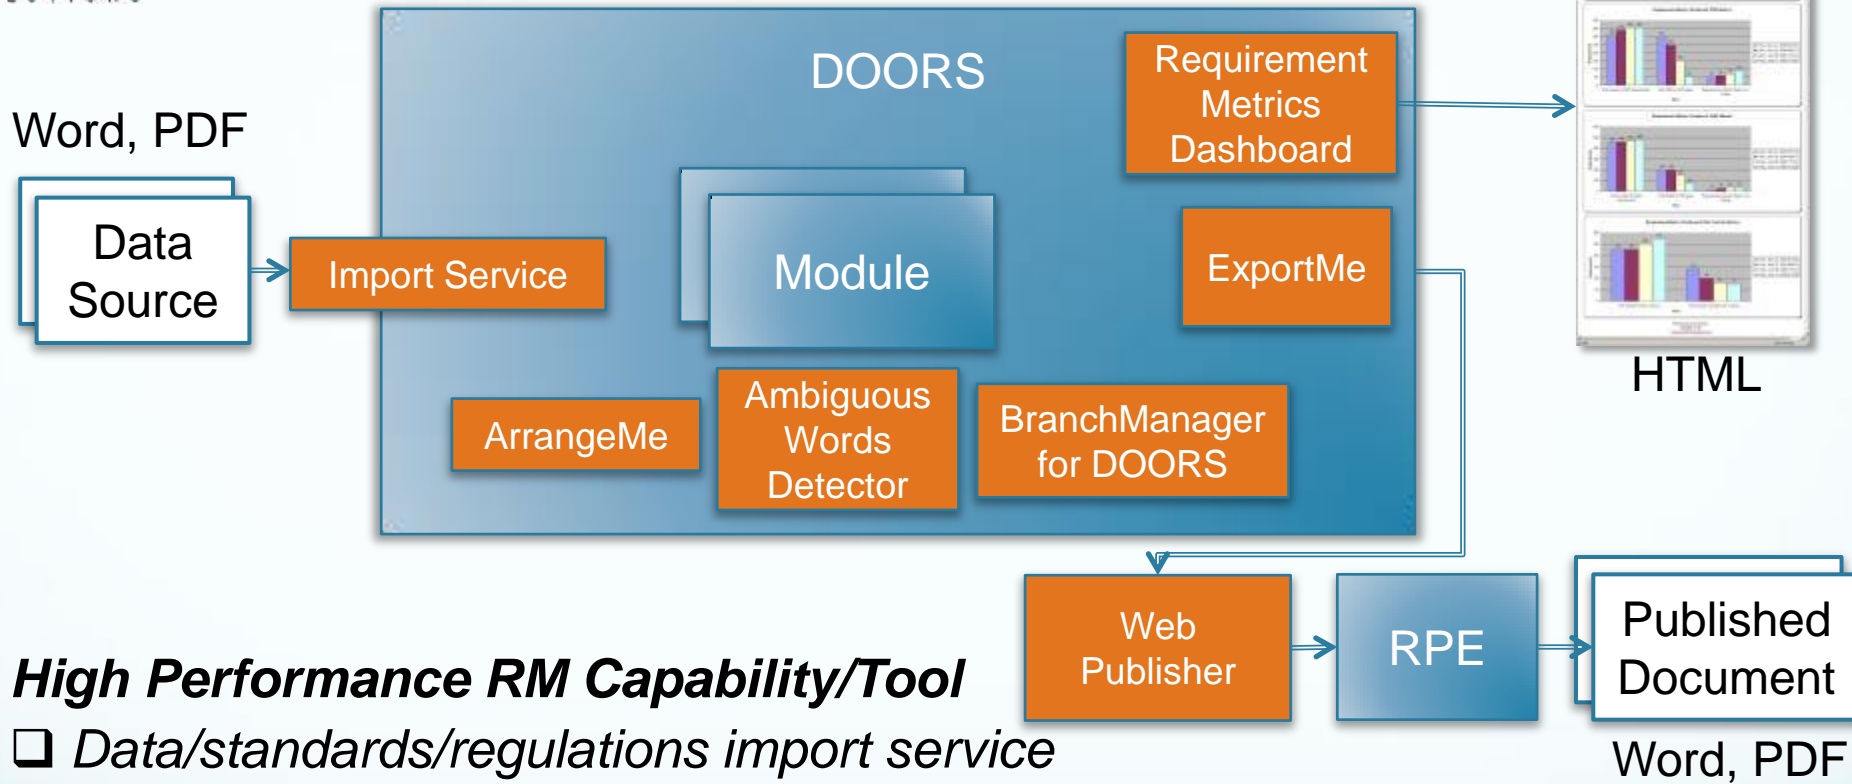 DOORS
Requirement
Metrics
Dashboard
Word, PDF
Data
Source
Import Service
Module
ExportMe
HTML
ArrangeMe
Ambiguous
Words
Detector
BranchManager
for DOORS
Web
Publisher
RPE
Published
Document
Word, PDF
High Performance RM Capability/Tool
❑ Data/standards/regulations import service